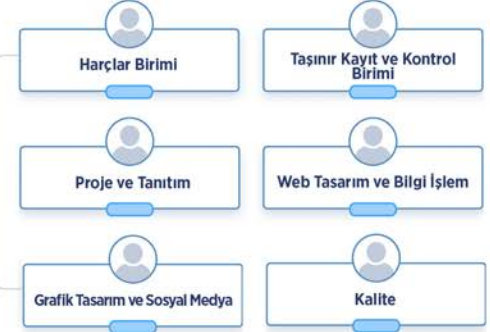 Harçlar Birimi
Taşınır Kayıt ve Kontrol
Birimi
Proje ve Tanıtım
Web Tasarım ve Bilgi İşlem
Grafik Tasarım ve Sosyal Medya
Kalite